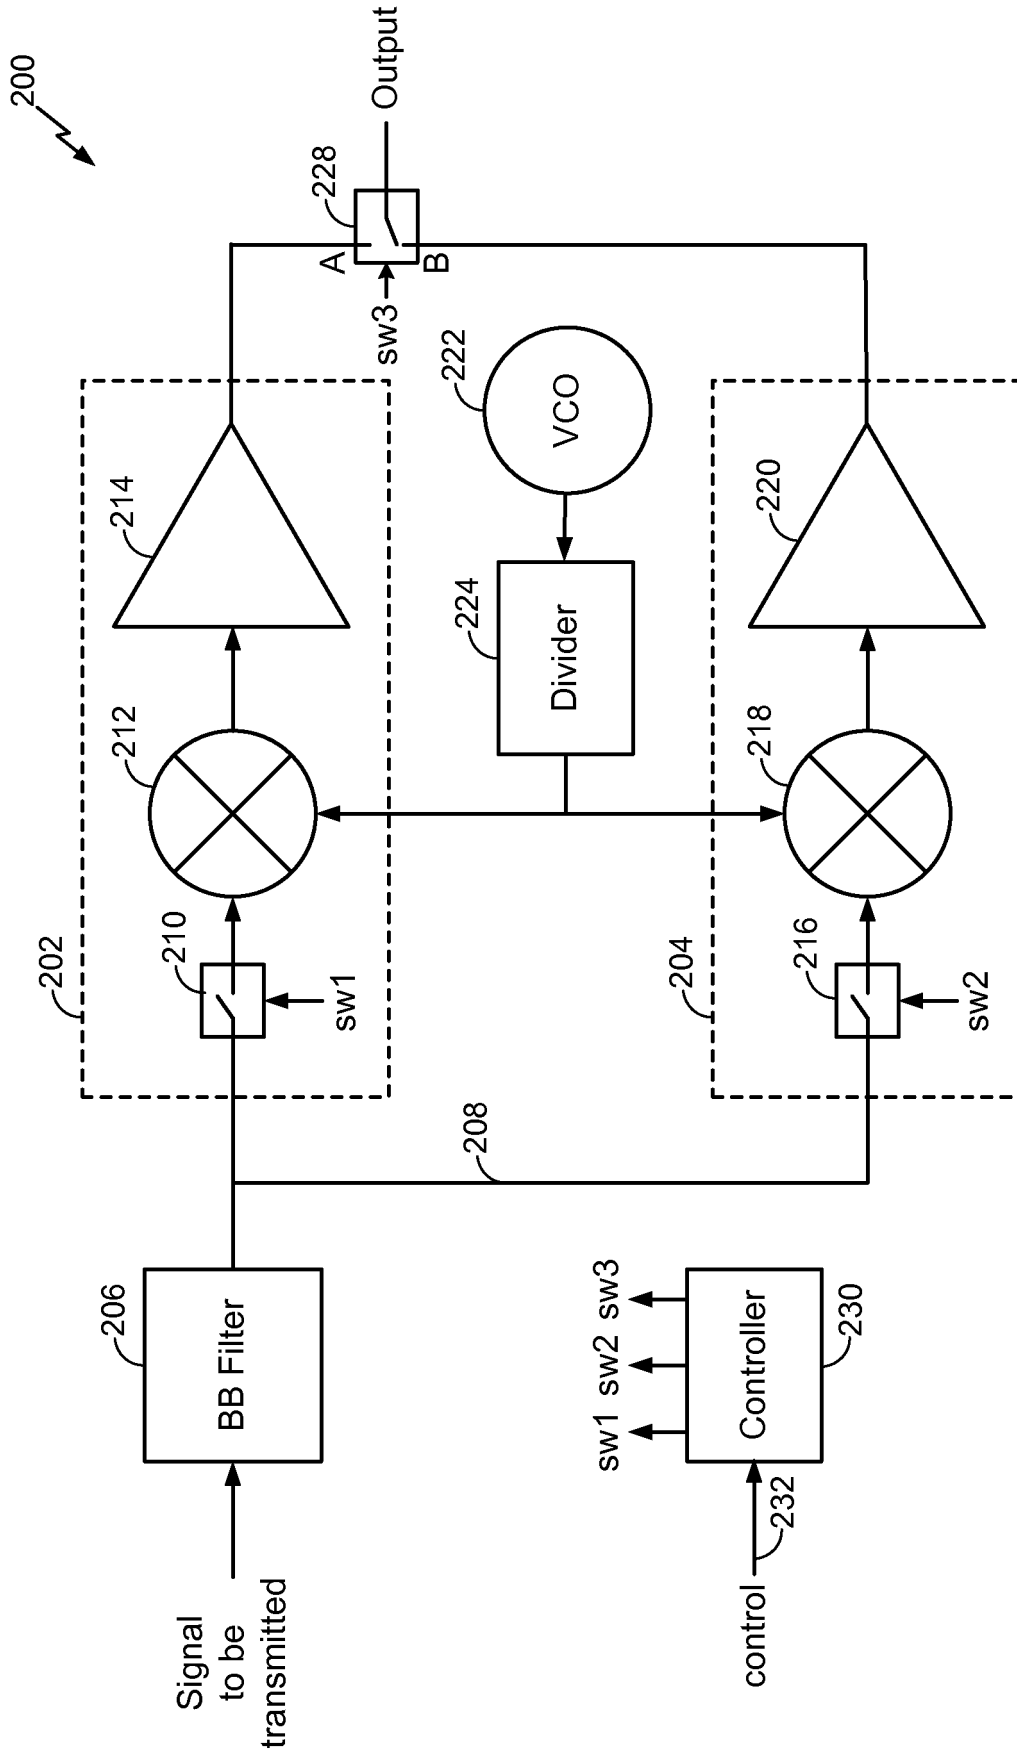 200
202
210
212
214
sw1
A
228
Output
sw3
B
Signal
to be
transmitted
206
BB Filter
208
222
VCO
224
Divider
204
216
218
220
sw2
sw1
sw2
sw3
control
232
Controller
230